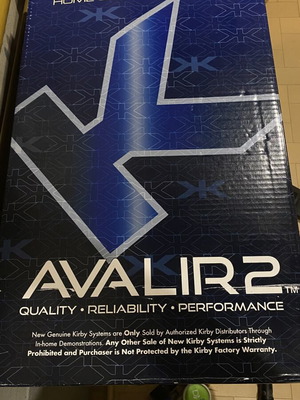 AVALIR2™
QUALITY • RELIABILITY • PERFORMANCE
New Genuine Kirby Systems are Only Sold by Authorized Kirby Distributors Through
In-home Demonstrations. Any Other Sale of New Kirby Systems is Strictly
Prohibited and Purchaser is Not Protected by the Kirby Factory Warranty.